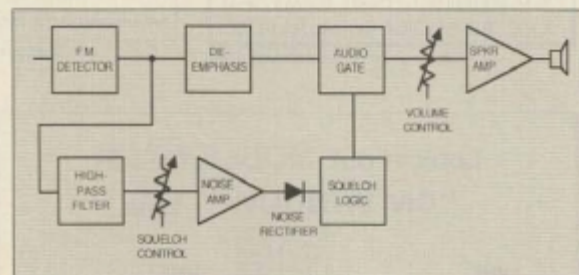 FM
DETECTOR
DE-
EMPHASIS
AUDIO
GATE
VOLUME
CONTROL
SPKR
AMP
HIGH-
PASS
FILTER
SQUELCH
CONTROL
NOISE
AMP
NOISE
RECTIFIER
SQUELCH
LOGIC